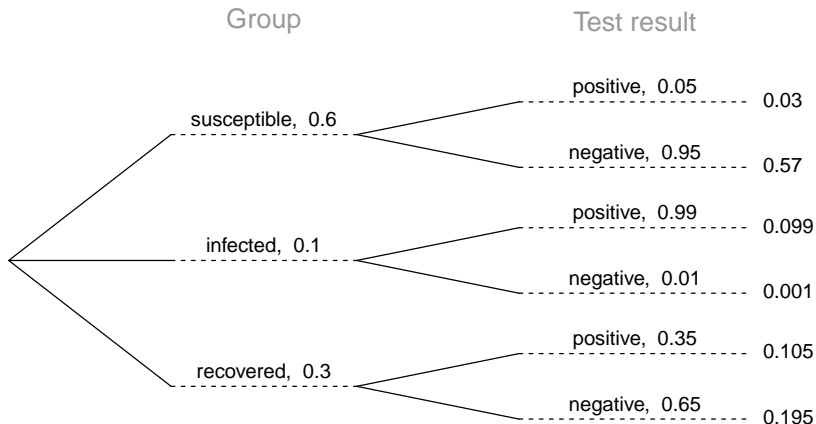 Group
Test result
susceptible, 0.6
positive, 0.05
0.03
negative, 0.95
0.57
infected, 0.1
positive, 0.99
0.099
negative, 0.01
0.001
recovered, 0.3
positive, 0.35
0.105
negative, 0.65
0.195